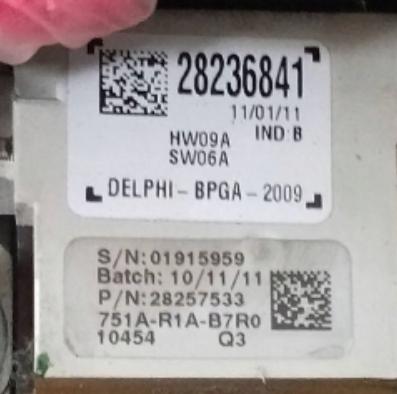 28236841
11/01/11
HW09A IND:B
SW06A
DELPHI-BPGA-2009
S/N:01915959
Batch: 10/11/11
P/N:28257533
751A-R1A-B7R0
10454 Q3